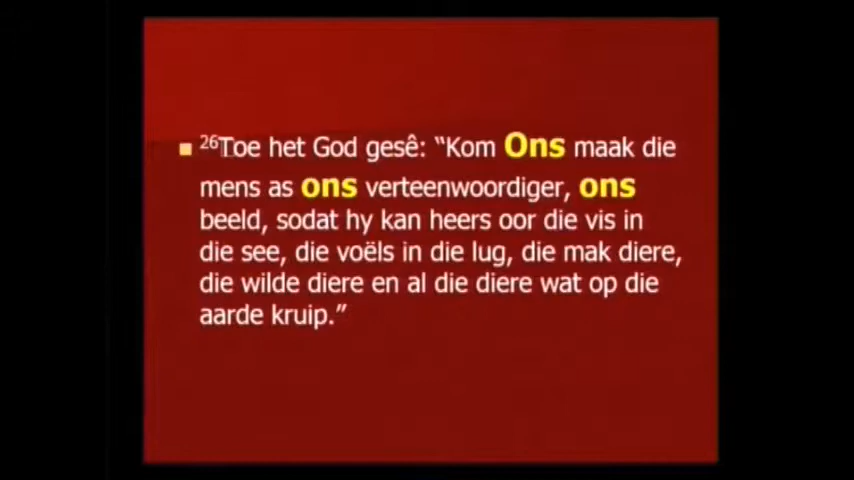 26Toe het God gesê: “Kom Ons maak die
mens as ons verteenwoordiger, ons
beeld, sodat hy kan heers oor die vis in
die see, die voëls in die lug, die mak diere,
die wilde diere en al die diere wat op die
aarde kruip.”